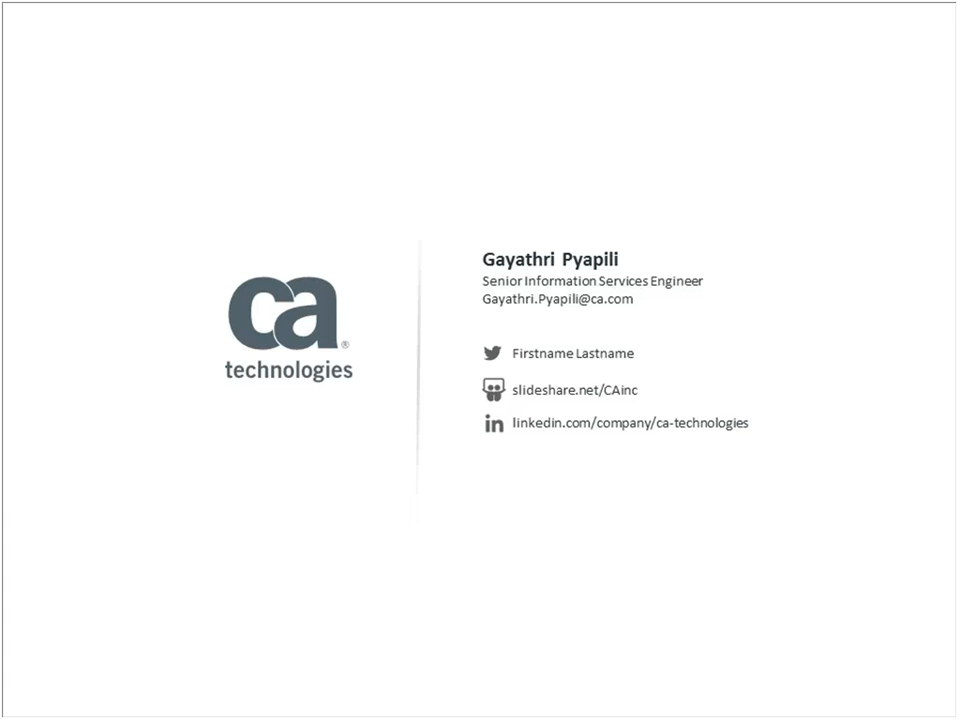 ca
technologies
Gayathri Pyapili
Senior Information Services Engineer
Gayathri.Pyapili@ca.com
Firstname Lastname
slideshare.net/CAinc
linkedin.com/company/ca-technologies